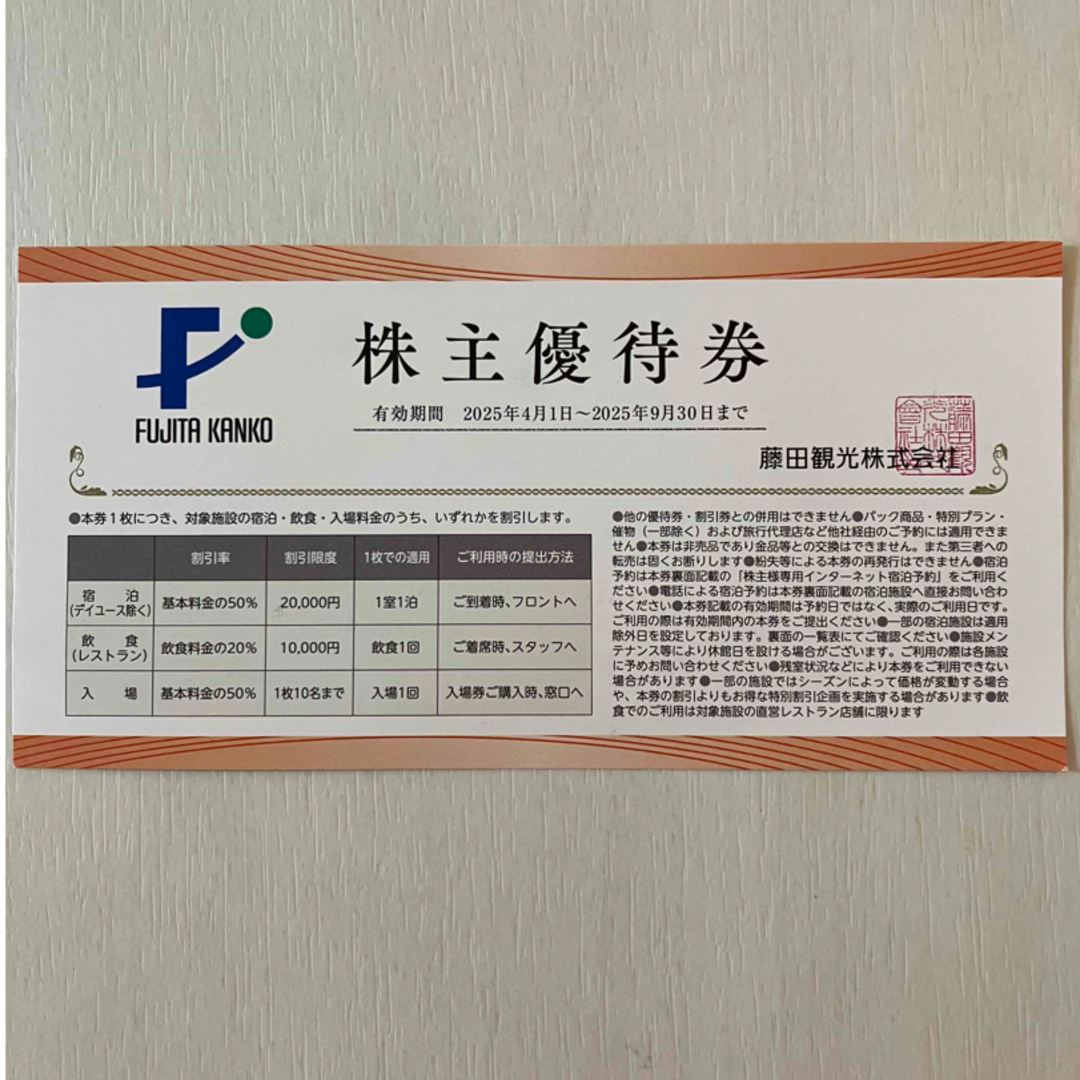 株主優待券
有効期間 2025年4月1日～2025年9月30日まで
FUJITA KANKO
藤田観光株式会社
●本券1枚につき、対象施設の宿泊・飲食・入場料金のうち、いずれかを割引します。
割引率 割引限度 1枚での適用 ご利用時の提出方法
宿泊
(デイユース除く) 基本料金の50% 20,000円 1室1泊 ご到着時、フロントへ
飲食
(レストラン) 飲食料金の20% 10,000円 飲食1回 ご着席時、スタッフへ
入場 基本料金の50% 1枚10名まで 入場1回 入場券ご購入時、窓口へ
●他の優待券・割引券との併用はできません●パック商品・特別プラン・
催物（一部除く）および旅行代理店など他社経由のご予約には適用できま
せん●本券は非売品であり金品等との交換はできません。また第三者への
転売は固くお断りします●紛失等による本券の再発行はできません●宿泊
予約は本券裏面記載の「株主様専用インターネット宿泊予約」をご利用く
ださい●電話による宿泊予約は本券裏面記載の宿泊施設へ直接お問い合わ
せください●本券記載の有効期間は予約日ではなく、実際のご利用日です。
ご利用の際は有効期間内の本券をご提出ください●一部の宿泊施設は適用
除外日を設定しております。裏面の一覧表にてご確認ください●施設メン
テナンス等により休館日を設ける場合がございます。ご利用の際は各施設
に予めお問い合わせください●残室状況などにより本券をご利用できない
場合があります●一部の施設ではシーズンによって価格が変動する場合
や、本券の割引よりもお得な特別割引企画を実施する場合があります●飲
食でのご利用は対象施設の直営レストラン店舗に限ります